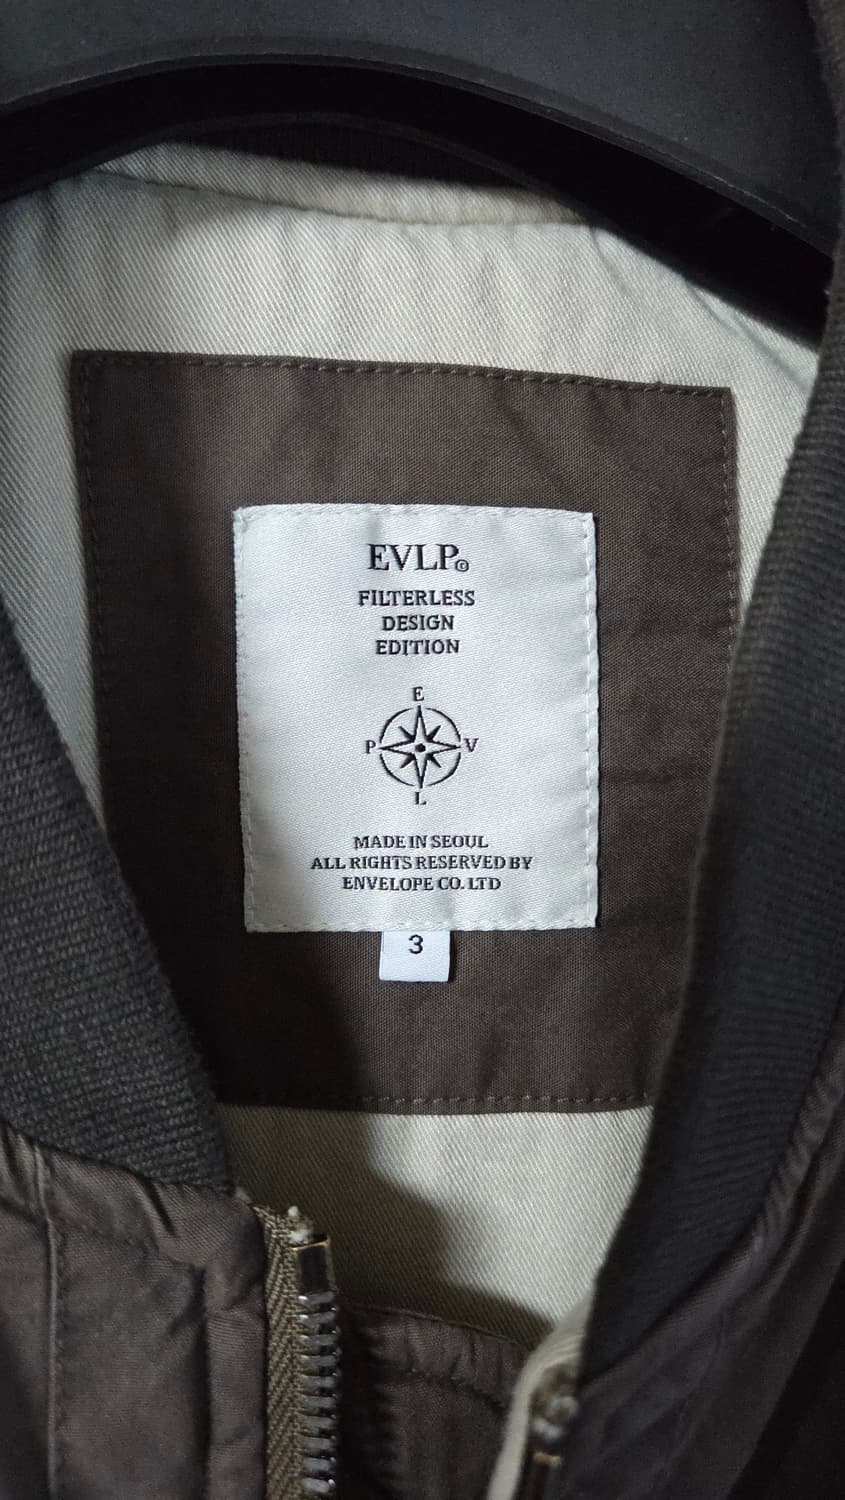 EVLP©
FILTERLESS
DESIGN
EDITION
E
P V
L
MADE IN SEOUL
ALL RIGHTS RESERVED BY
ENVELOPE CO. LTD
3